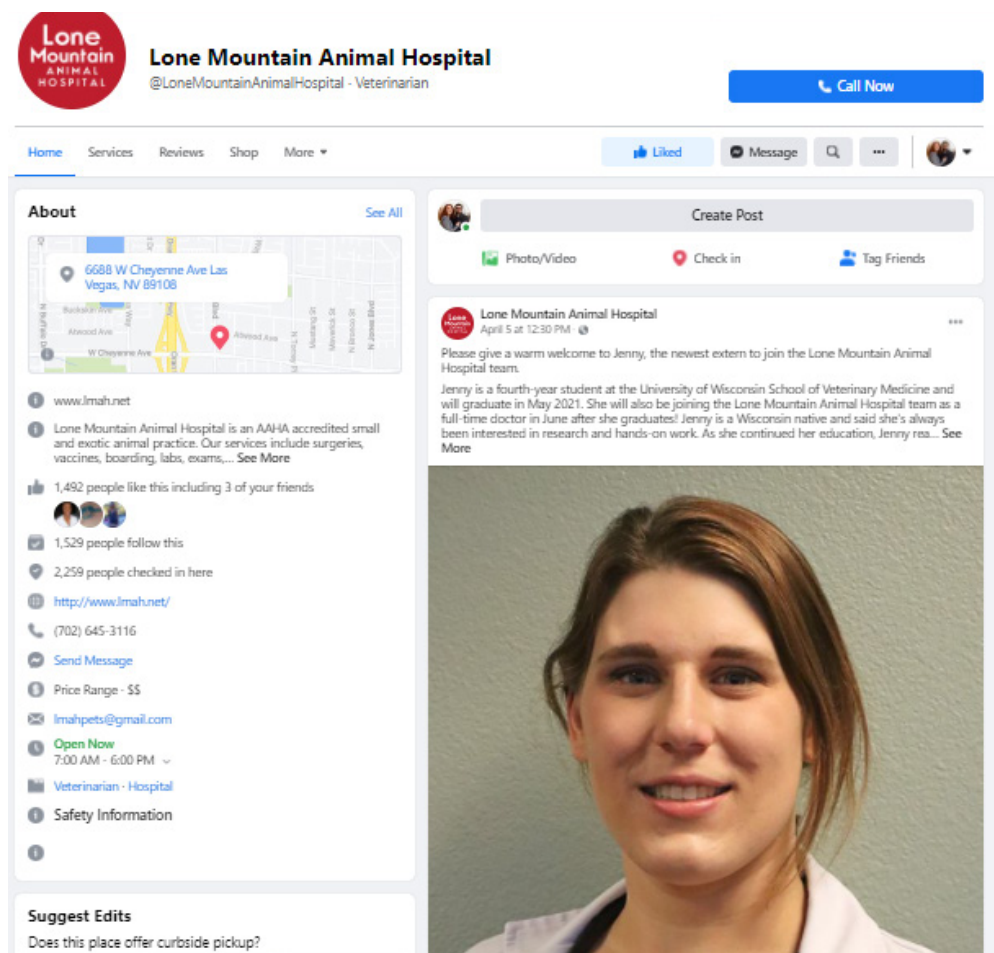 Lone
Mountain
ANIMAL
HOSPITAL
Lone Mountain Animal Hospital
@LoneMountainAnimalHospital · Veterinarian
Call Now
Home
Services
Reviews
Shop
More
Liked
Message
About
See All
6688 W Cheyenne Ave Las
Vegas, NV 89108
Buckskin Ave
Atwood Ave
W Cheyenne Ave
Atwood Ave
N Jones Blvd
www.lmah.net
Lone Mountain Animal Hospital is an AAHA accredited small
and exotic animal practice. Our services include surgeries,
vaccines, boarding, labs, exams,... See More
1,492 people like this including 3 of your friends
1,529 people follow this
2,259 people checked in here
http://www.lmah.net/
(702) 645-3116
Send Message
Price Range · $$
lmahpets@gmail.com
Open Now
7:00 AM - 6:00 PM
Veterinarian · Hospital
Safety Information
Suggest Edits
Does this place offer curbside pickup?
Create Post
Photo/Video
Check in
Tag Friends
Lone Mountain Animal Hospital
April 5 at 12:30 PM ·
Please give a warm welcome to Jenny, the newest extern to join the Lone Mountain Animal
Hospital team.
Jenny is a fourth-year student at the University of Wisconsin School of Veterinary Medicine and
will graduate in May 2021. She will also be joining the Lone Mountain Animal Hospital team as a
full-time doctor in June after she graduates! Jenny is a Wisconsin native and said she's always
been interested in research and hands-on work. As she continued her education, Jenny rea... See
More